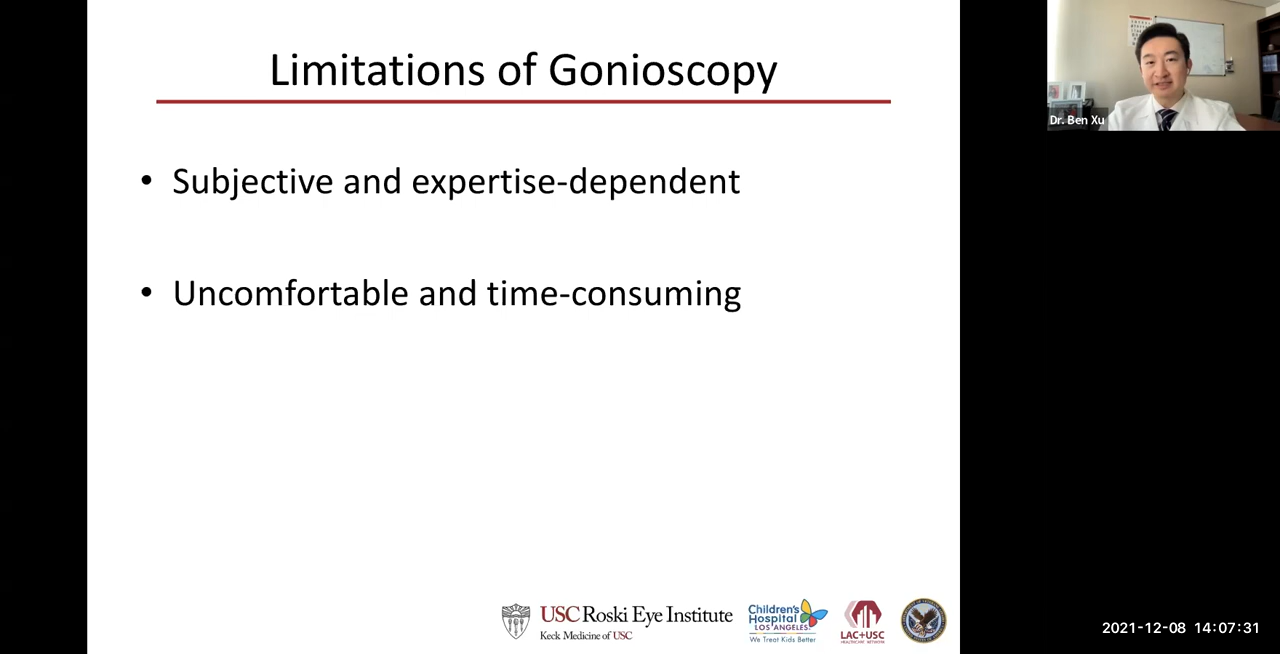 Limitations of Gonioscopy
• Subjective and expertise-dependent
• Uncomfortable and time-consuming
Dr. Ben Xu
USC Roski Eye Institute
Keck Medicine of USC
Children's
Hospital
LOS ANGELES
We Treat Kids Better
LAC+USC
HEALTHCARE NETWORK
2021-12-08 14:07:31